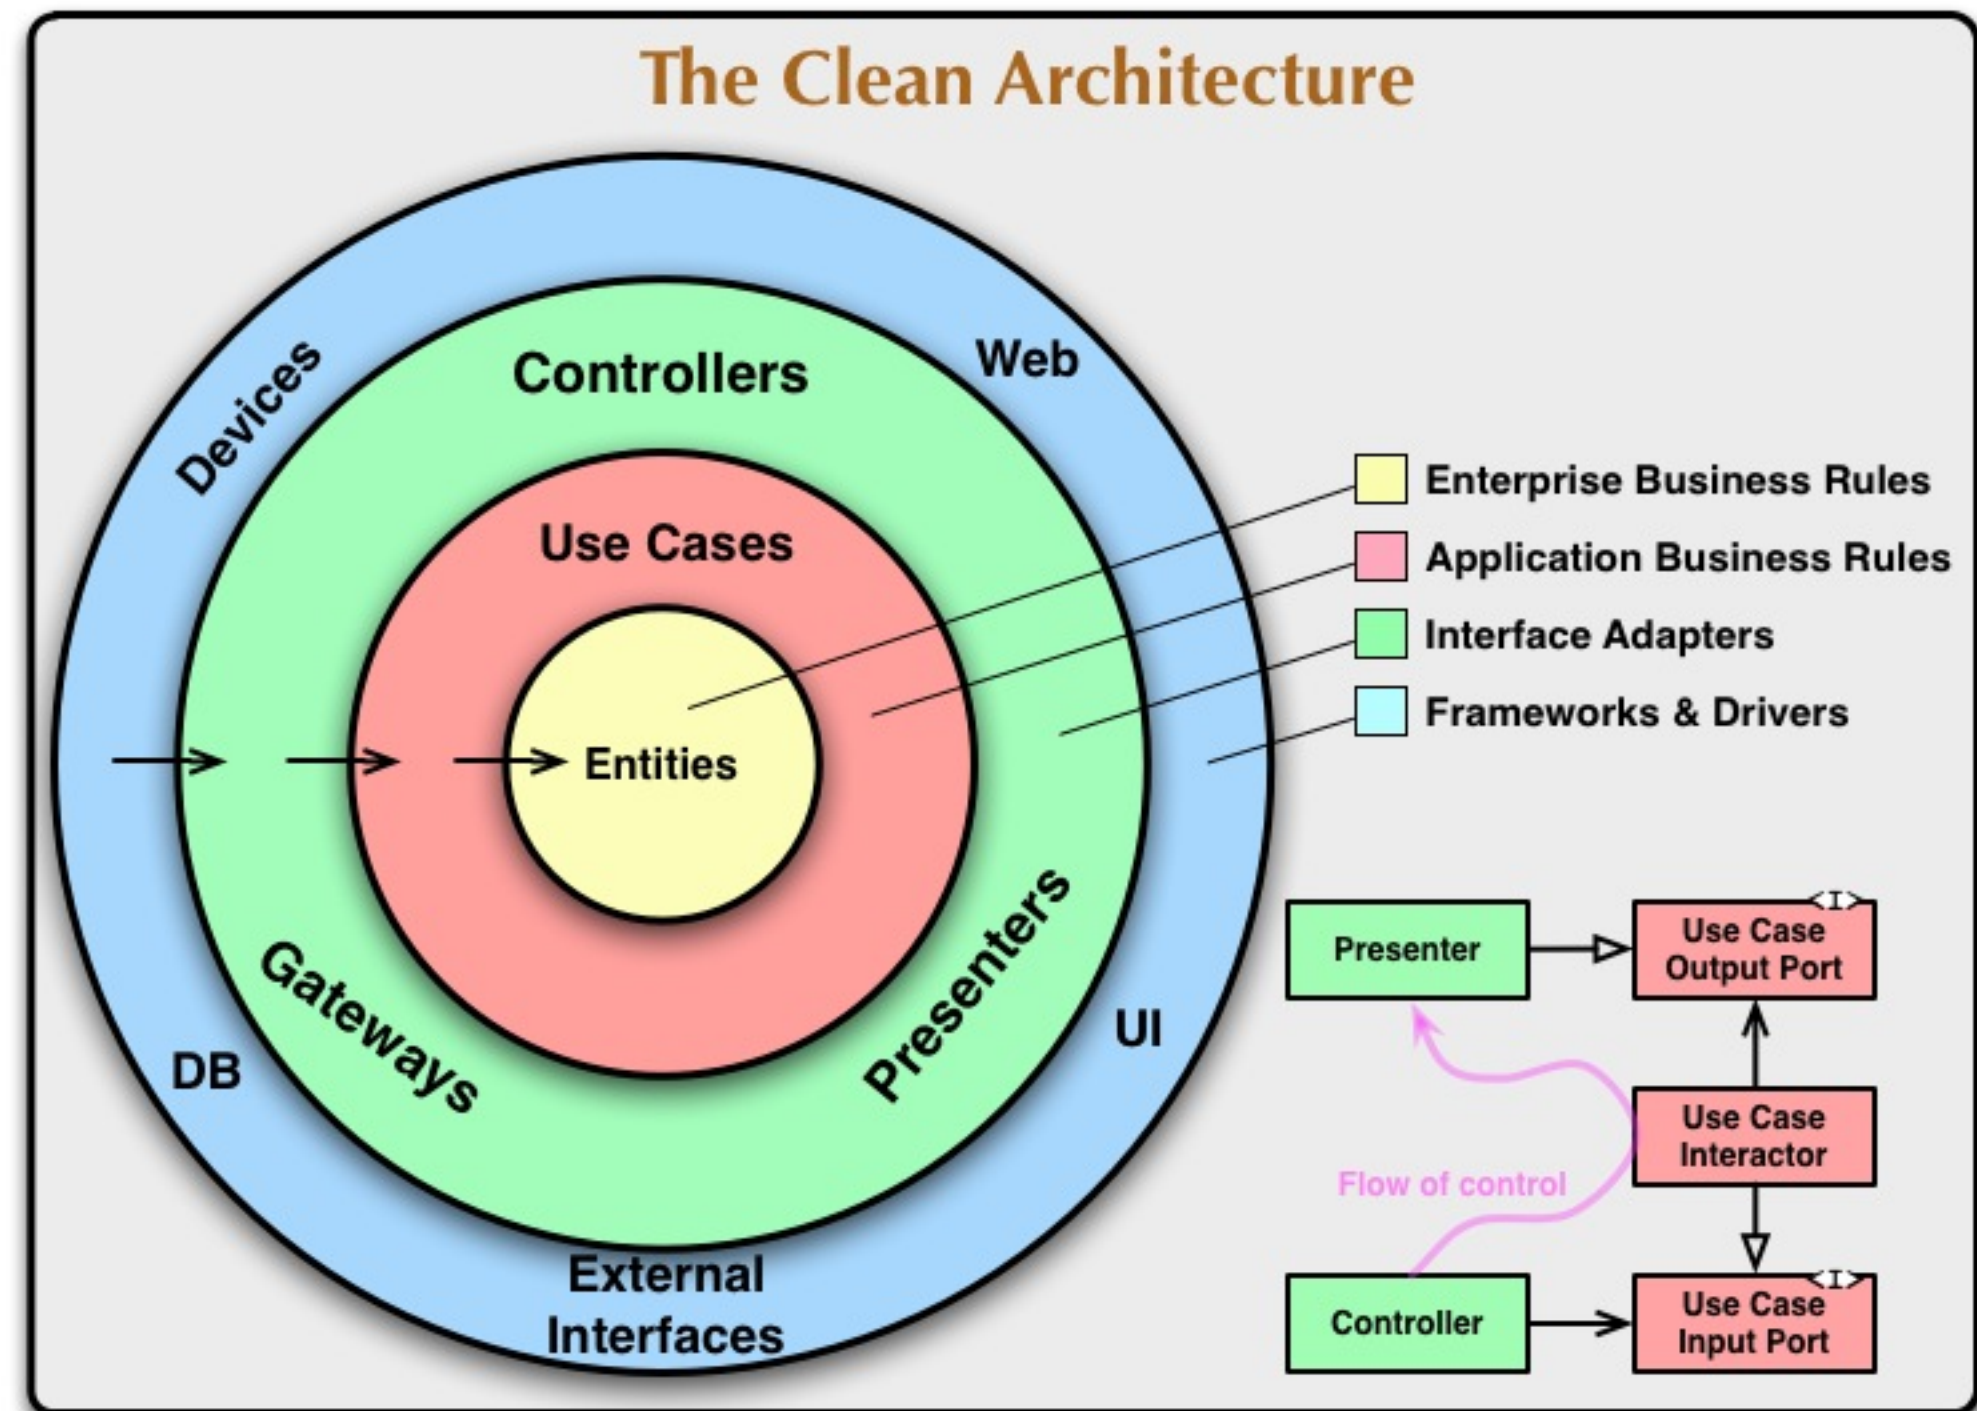 The Clean Architecture
Devices
Web
Controllers
Use Cases
Entities
Gateways
Presenters
DB
UI
External
Interfaces
Enterprise Business Rules
Application Business Rules
Interface Adapters
Frameworks & Drivers
Presenter
<I>
Use Case
Output Port
Flow of control
Use Case
Interactor
Controller
<I>
Use Case
Input Port